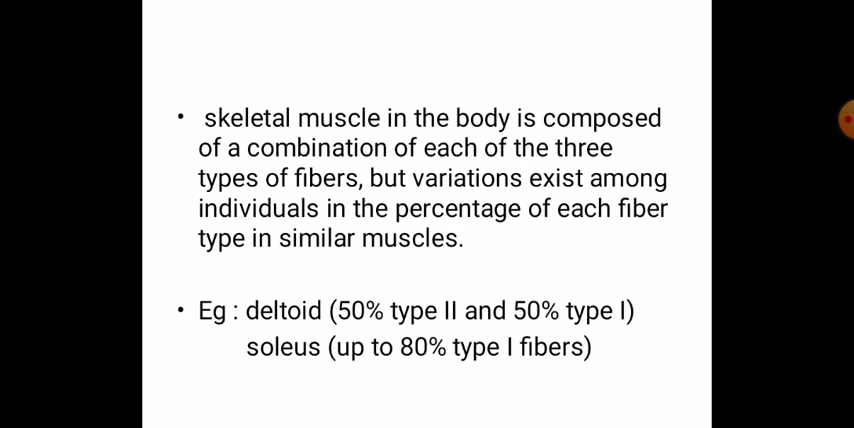 • skeletal muscle in the body is composed
of a combination of each of the three
types of fibers, but variations exist among
individuals in the percentage of each fiber
type in similar muscles.
• Eg : deltoid (50% type II and 50% type I)
soleus (up to 80% type I fibers)